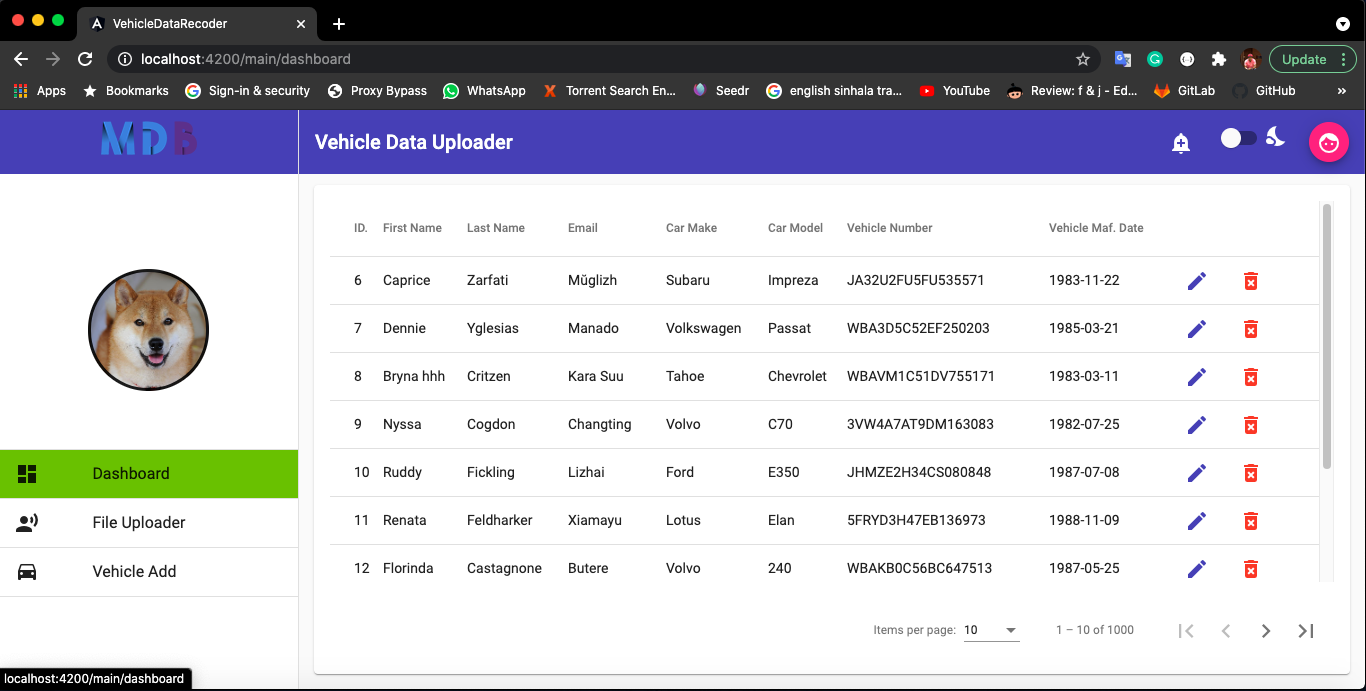 VehicleDataRecoder
localhost:4200/main/dashboard
Update
Apps
Bookmarks
Sign-in & security
Proxy Bypass
WhatsApp
Torrent Search En...
Seedr
english sinhala tra...
YouTube
Review: f & j - Ed...
GitLab
GitHub
»
MDB
Vehicle Data Uploader
Dashboard
File Uploader
Vehicle Add
ID. First Name Last Name Email Car Make Car Model Vehicle Number Vehicle Maf. Date
6 Caprice Zarfati Mŭglizh Subaru Impreza JA32U2FU5FU535571 1983-11-22
7 Dennie Yglesias Manado Volkswagen Passat WBA3D5C52EF250203 1985-03-21
8 Bryna hhh Critzen Kara Suu Tahoe Chevrolet WBAVM1C51DV755171 1983-03-11
9 Nyssa Cogdon Changting Volvo C70 3VW4A7AT9DM163083 1982-07-25
10 Ruddy Fickling Lizhai Ford E350 JHMZE2H34CS080848 1987-07-08
11 Renata Feldharker Xiamayu Lotus Elan 5FRYD3H47EB136973 1988-11-09
12 Florinda Castagnone Butere Volvo 240 WBAKB0C56BC647513 1987-05-25
Items per page: 10 1 – 10 of 1000
localhost:4200/main/dashboard